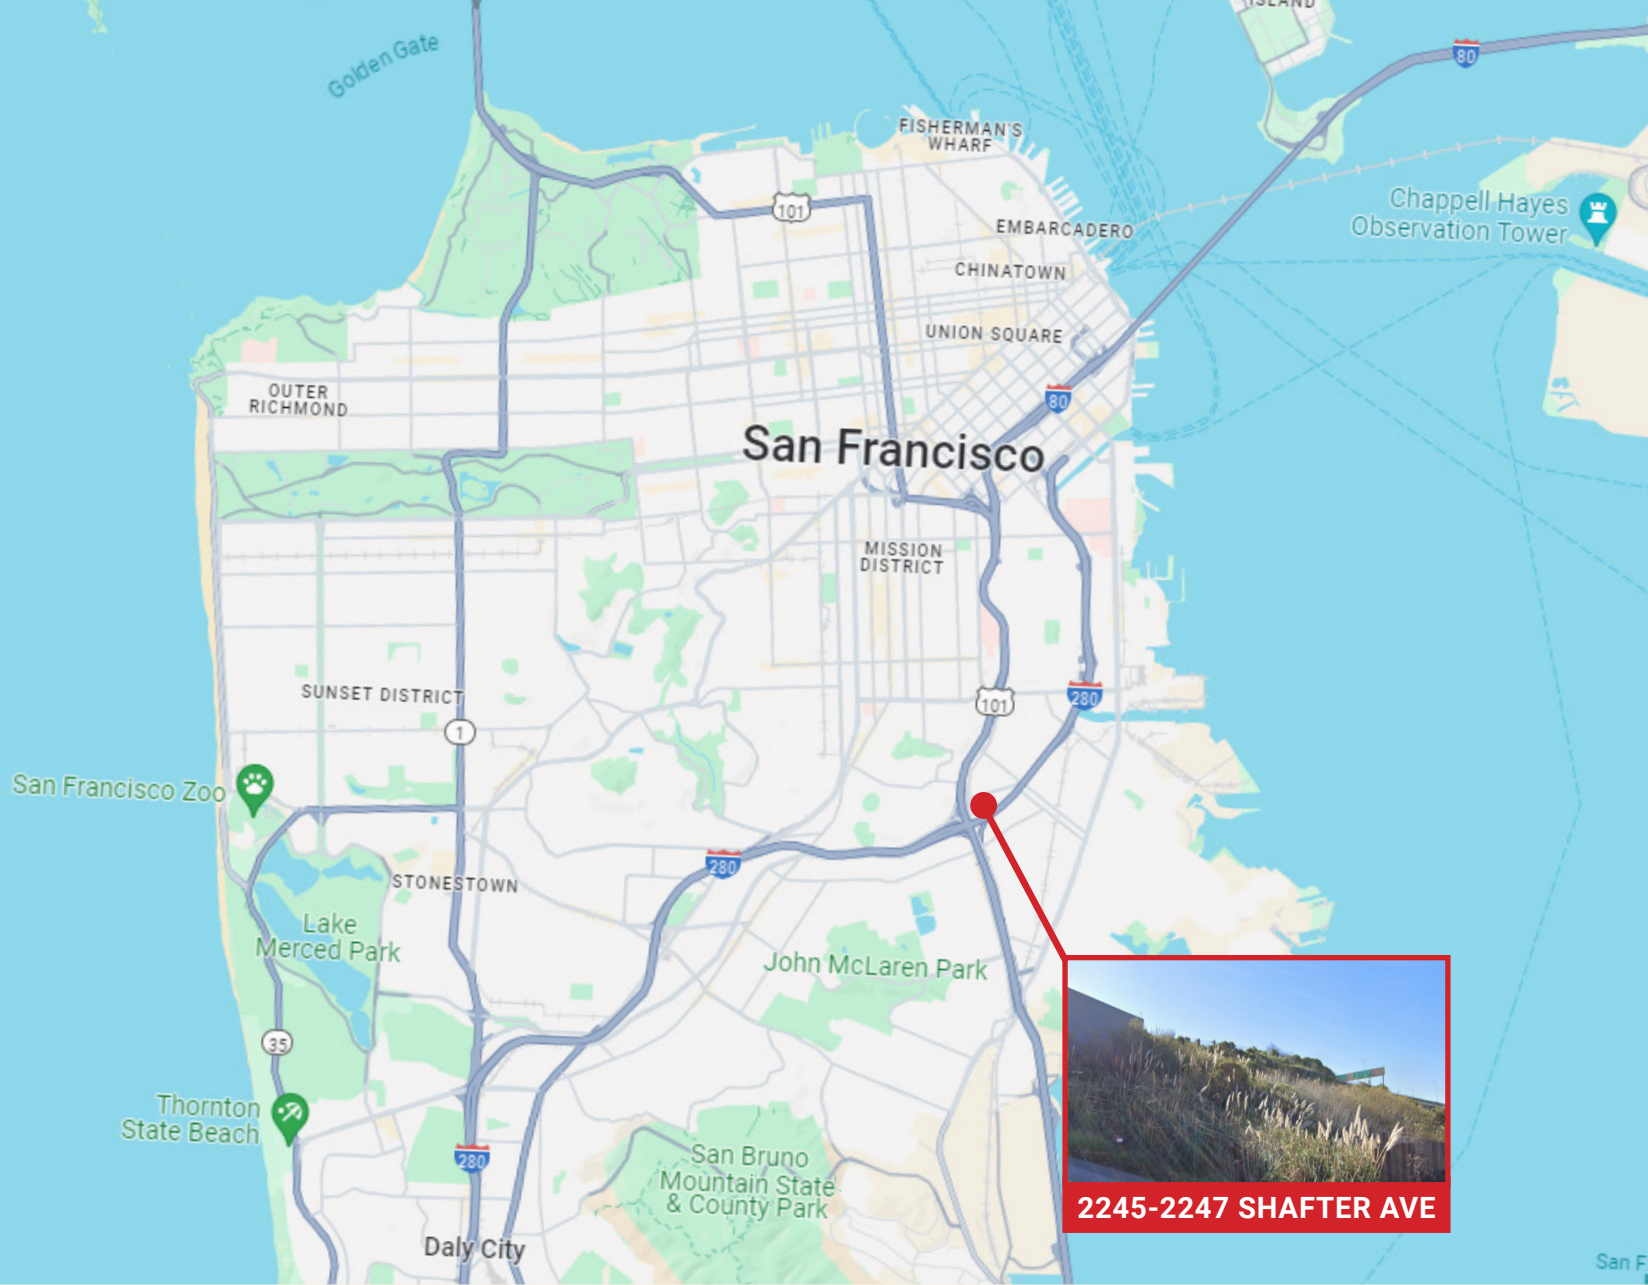 ISLAND
Golden Gate
80
FISHERMAN'S
WHARF
101
Chappell Hayes
Observation Tower
EMBARCADERO
CHINATOWN
UNION SQUARE
OUTER
RICHMOND
80
San Francisco
MISSION
DISTRICT
SUNSET DISTRICT
101
280
1
San Francisco Zoo
280
STONESTOWN
Lake
Merced Park
John McLaren Park
35
Thornton
State Beach
280
San Bruno
Mountain State
& County Park
2245-2247 SHAFTER AVE
Daly City
San F